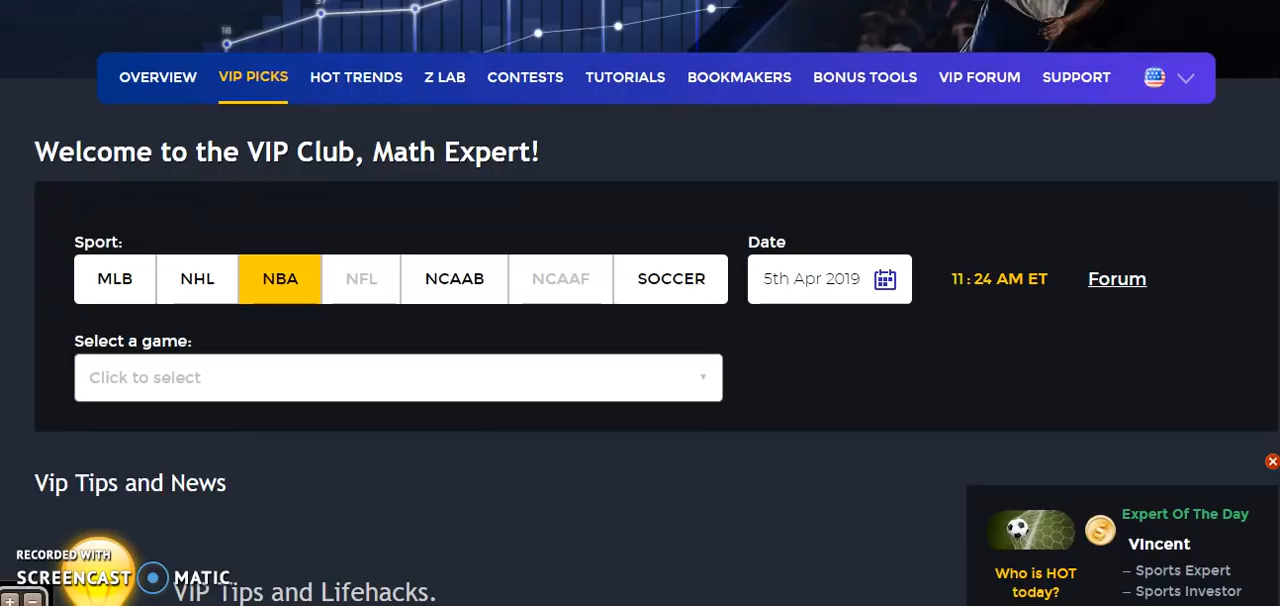 18
OVERVIEW VIP PICKS HOT TRENDS Z LAB CONTESTS TUTORIALS BOOKMAKERS BONUS TOOLS VIP FORUM SUPPORT
Welcome to the VIP Club, Math Expert!
Sport:
Date
MLB NHL NBA NFL NCAAB NCAAF SOCCER
5th Apr 2019
11:24 AM ET
Forum
Select a game:
Click to select
Vip Tips and News
Expert Of The Day
Vincent
– Sports Expert
– Sports Investor
Who is HOT
today?
RECORDED WITH
SCREENCAST MATIC
VIP Tips and Lifehacks.